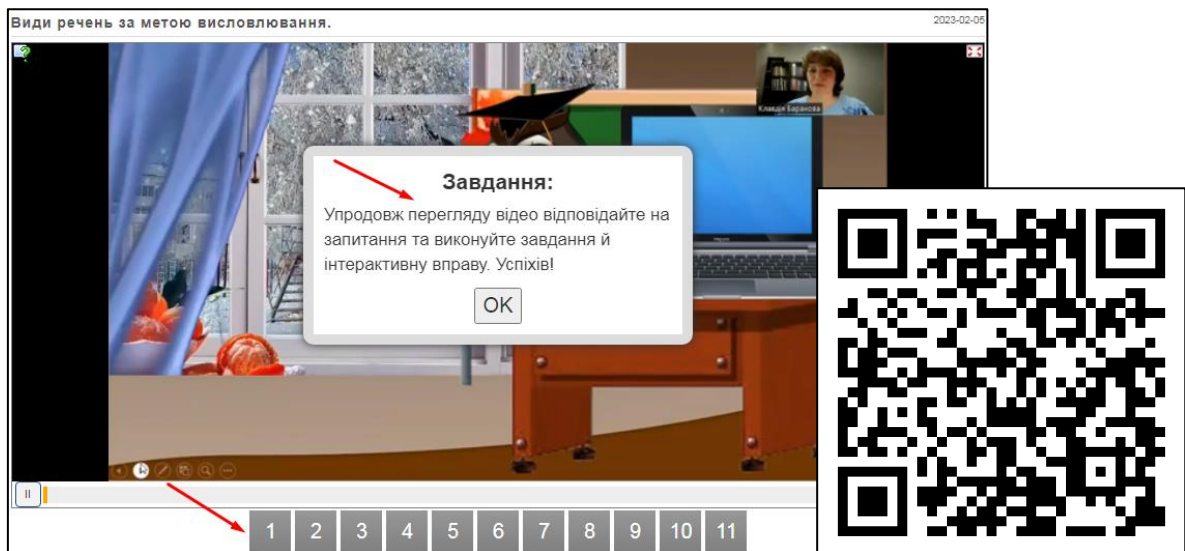 Види речень за метою висловлювання.
2023-02-05
Клавдія Баранова
Завдання:
Упродовж перегляду відео відповідайте на
запитання та виконуйте завдання й
інтерактивну вправу. Успіхів!
OK
1 2 3 4 5 6 7 8 9 10 11